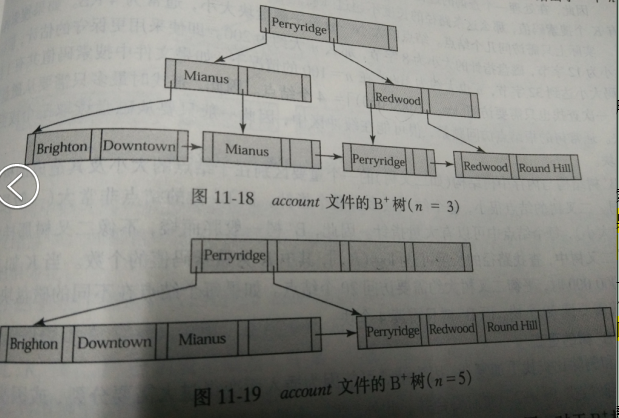 Perryridge
Mianus
Redwood
Brighton Downtown
Mianus
Perryridge
Redwood Round Hill
图 11-18 account 文件的 B⁺ 树(n = 3)
Perryridge
Brighton Downtown Mianus
Perryridge Redwood Round Hill
图 11-19 account 文件的 B⁺ 树(n=5)